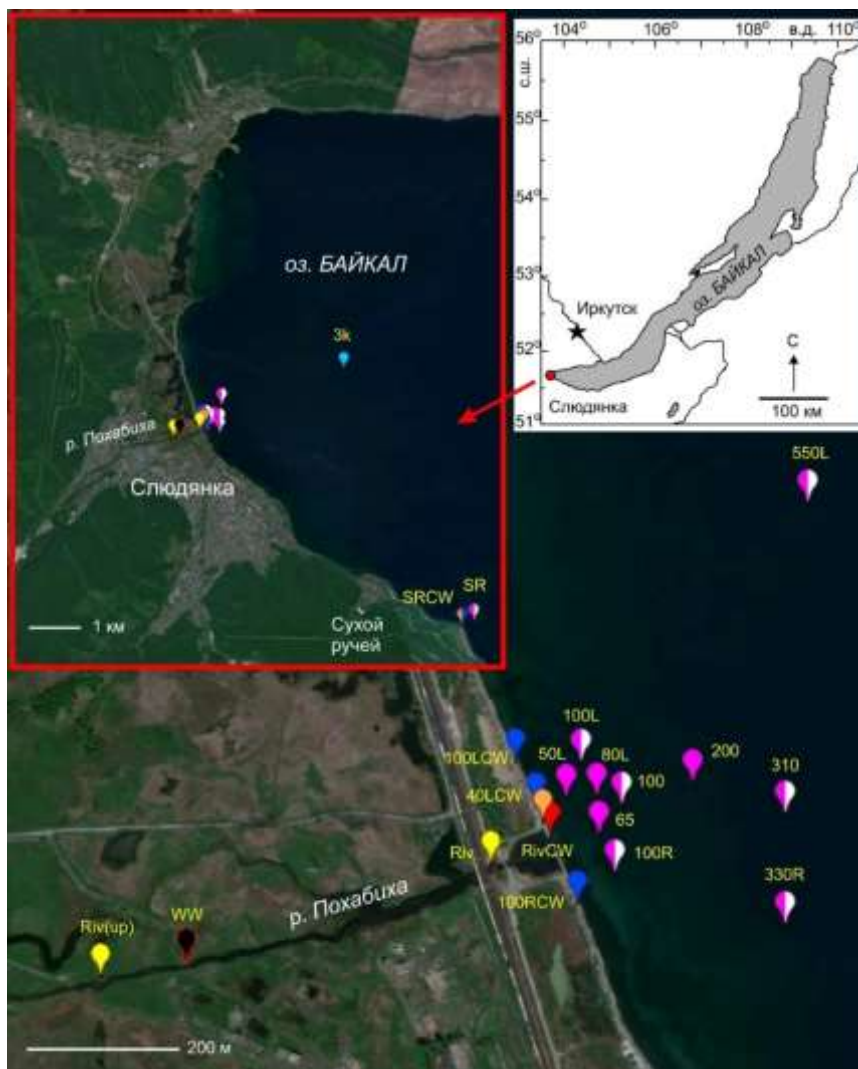 104° 106° 108° в.д. 110°
56°
с.ш.
55°
54°
53°
52°
51°
оз. БАЙКАЛ
Иркутск
Слюдянка
С
100 км
оз. БАЙКАЛ
3k
р. Похабиха
Слюдянка
SRCW
SR
Сухой
ручей
1 км
550L
100L
200
100LCW
50L
80L
100
310
40LCW
65
Riv
RivCW
100R
100RCW
330R
р. Похабиха
Riv(up)
WW
200 м